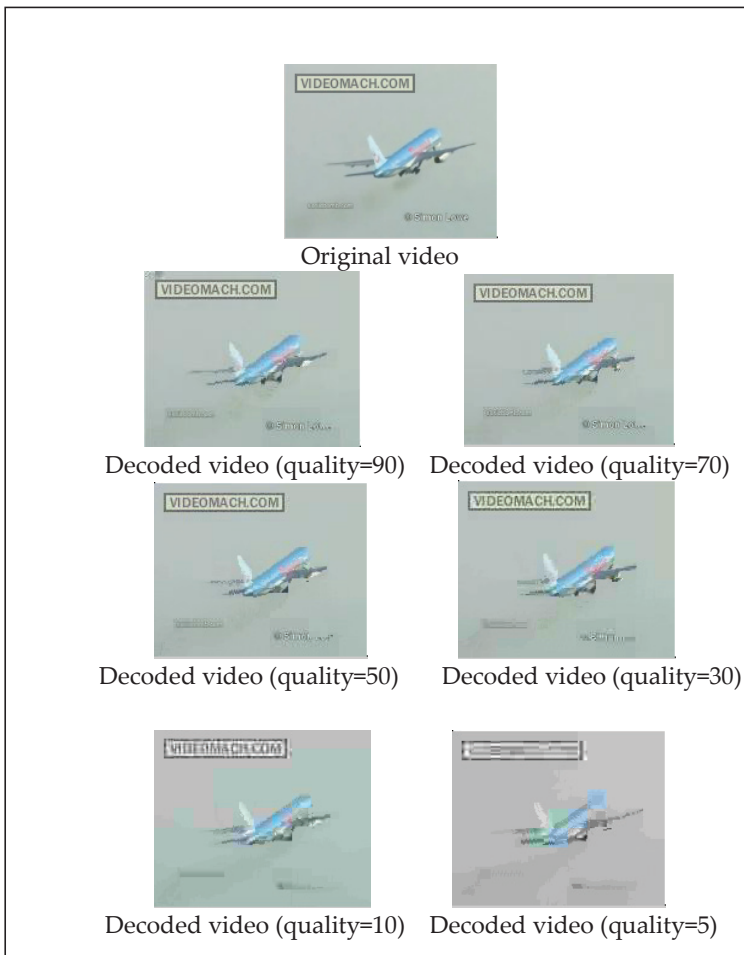 VIDEOMACH.COM
© Simon Lowe
Original video
VIDEOMACH.COM
VIDEOMACH.COM
© Simon
Decoded video (quality=90) Decoded video (quality=70)
VIDEOMACH.COM
VIDEOMACH.COM
© Simon
Decoded video (quality=50) Decoded video (quality=30)
VIDEOMACH.COM
Decoded video (quality=10) Decoded video (quality=5)